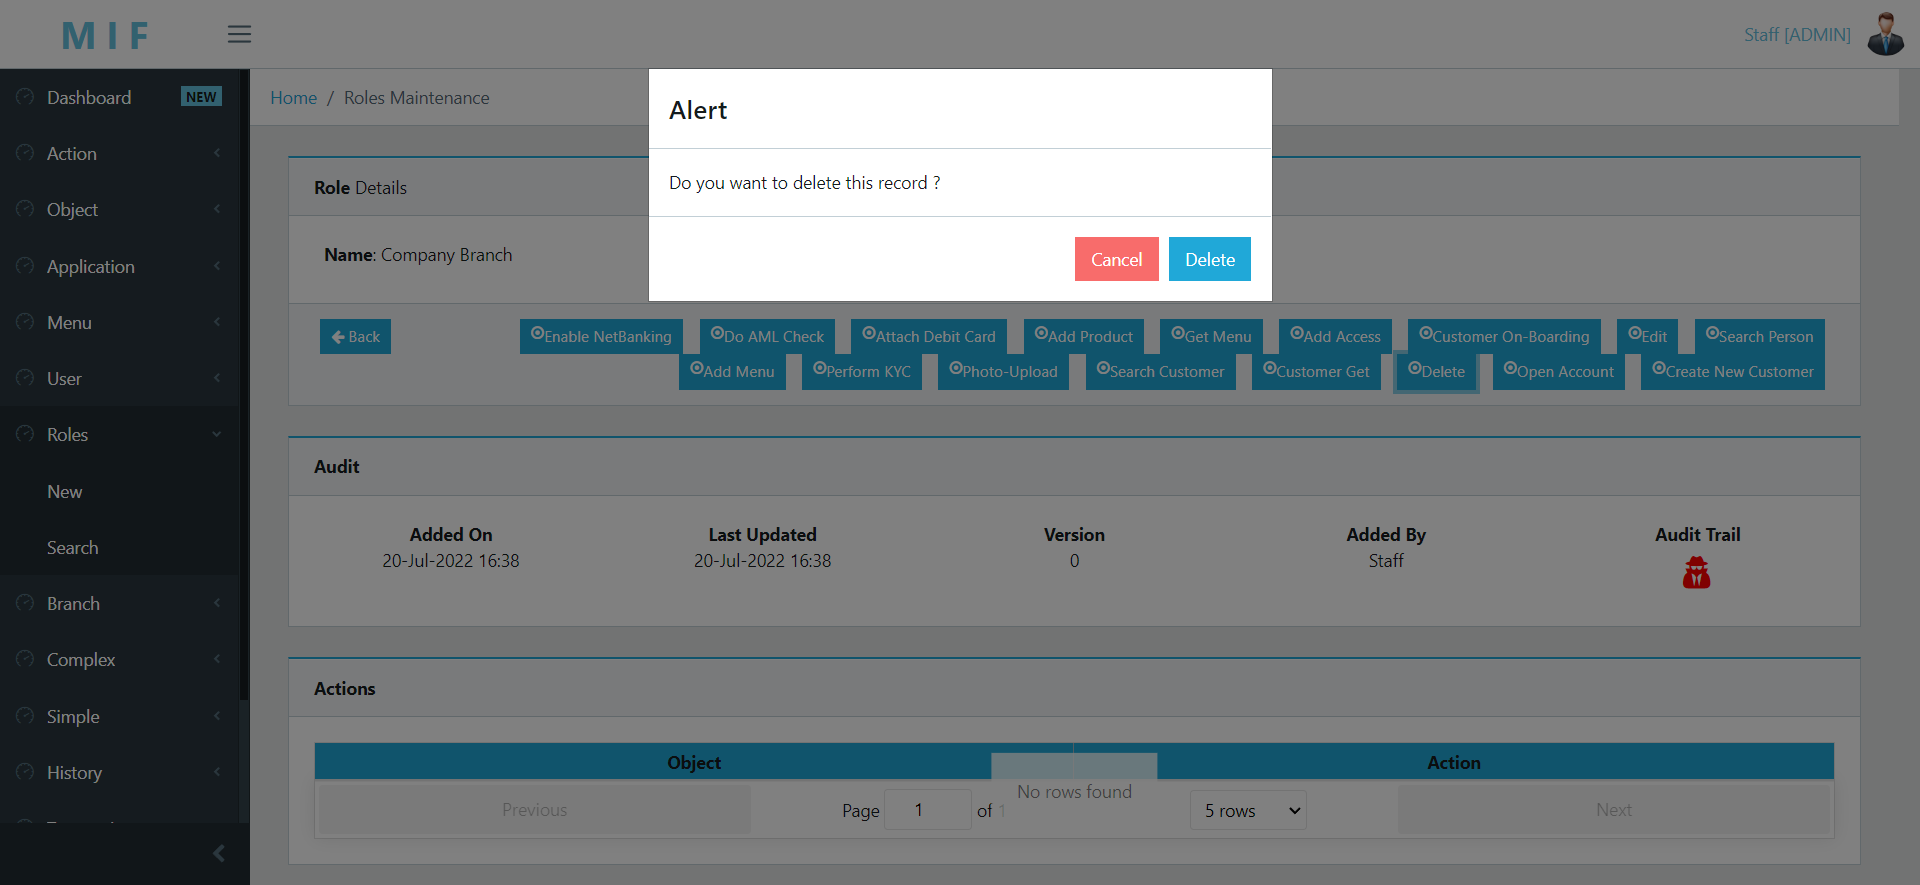 M I F
Staff [ADMIN]
Dashboard NEW
Action
Object
Application
Menu
User
Roles
New
Search
Branch
Complex
Simple
History
Home / Roles Maintenance
Alert
Do you want to delete this record ?
Cancel Delete
Role Details
Name: Company Branch
Back Enable NetBanking Do AML Check Attach Debit Card Add Product Get Menu Add Access Customer On-Boarding Edit Search Person
Add Menu Perform KYC Photo-Upload Search Customer Customer Get Delete Open Account Create New Customer
Audit
Added On Last Updated Version Added By Audit Trail
20-Jul-2022 16:38 20-Jul-2022 16:38 0 Staff
Actions
Object Action
No rows found
Previous Page 1 of 1 5 rows Next